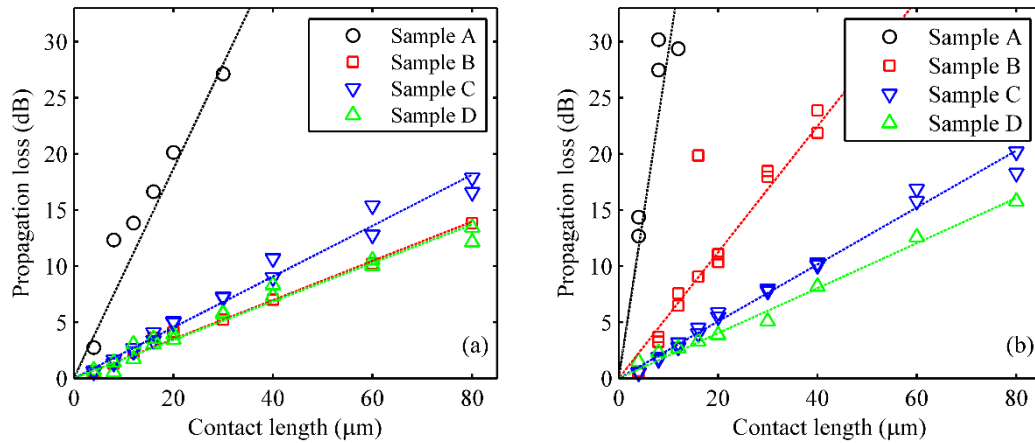 Propagation loss (dB)
30
25
20
15
10
5
0
Sample A
Sample B
Sample C
Sample D
(a)
0 20 40 60 80
Contact length (μm)
Propagation loss (dB)
30
25
20
15
10
5
0
Sample A
Sample B
Sample C
Sample D
(b)
0 20 40 60 80
Contact length (μm)